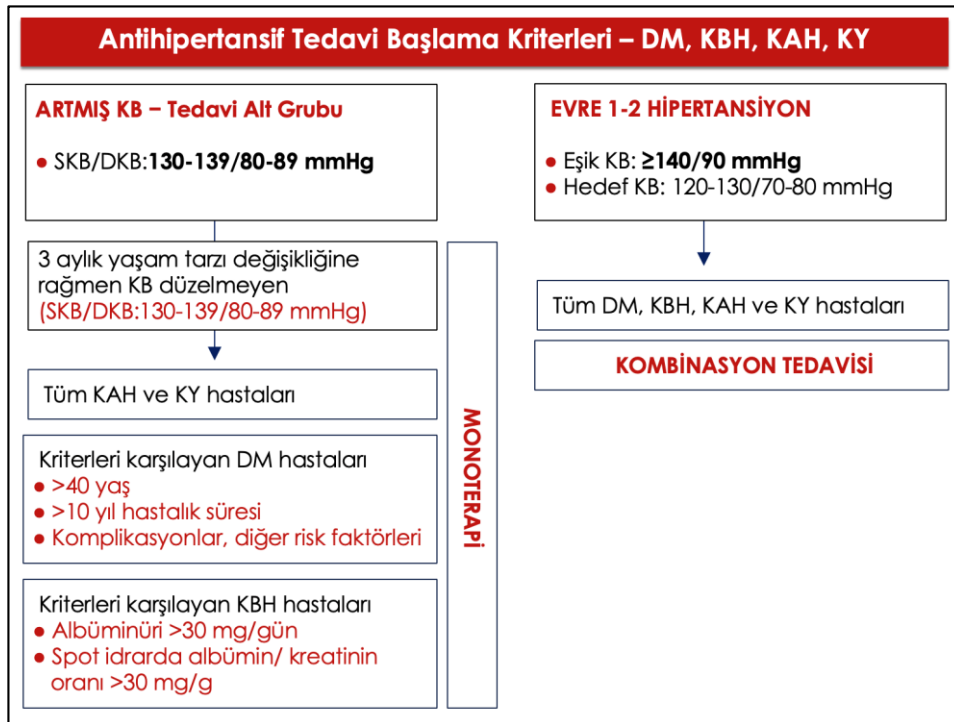 Antihipertansif Tedavi Başlama Kriterleri – DM, KBH, KAH, KY
ARTMIŞ KB – Tedavi Alt Grubu
● SKB/DKB:130-139/80-89 mmHg
3 aylık yaşam tarzı değişikliğine
rağmen KB düzelmeyen
(SKB/DKB:130-139/80-89 mmHg)
Tüm KAH ve KY hastaları
Kriterleri karşılayan DM hastaları
● >40 yaş
● >10 yıl hastalık süresi
● Komplikasyonlar, diğer risk faktörleri
Kriterleri karşılayan KBH hastaları
● Albüminüri >30 mg/gün
● Spot idrarda albümin/ kreatinin
oranı >30 mg/g
MONOTERAPİ
EVRE 1-2 HİPERTANSİYON
● Eşik KB: ≥140/90 mmHg
● Hedef KB: 120-130/70-80 mmHg
Tüm DM, KBH, KAH ve KY hastaları
KOMBİNASYON TEDAVİSİ